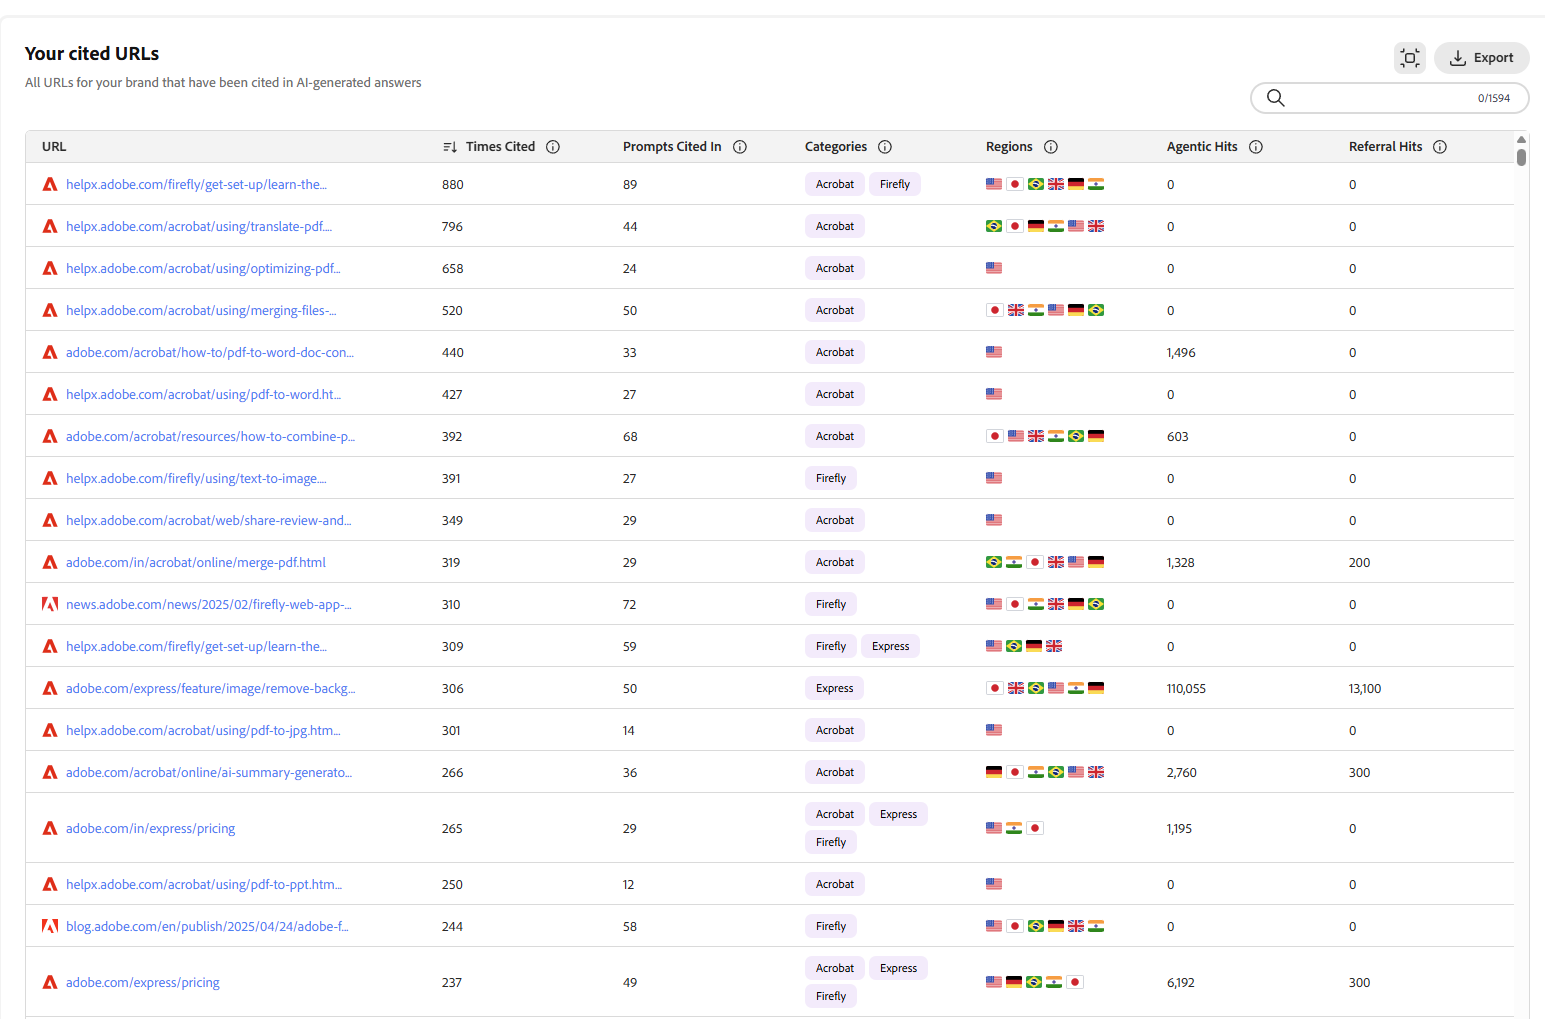 Your cited URLs
All URLs for your brand that have been cited in AI-generated answers
Export
0/1594
URL Times Cited Prompts Cited In Categories Regions Agentic Hits Referral Hits
helpx.adobe.com/firefly/get-set-up/learn-the... 880 89 Acrobat Firefly 0 0
helpx.adobe.com/acrobat/using/translate-pdf.... 796 44 Acrobat 0 0
helpx.adobe.com/acrobat/using/optimizing-pdf... 658 24 Acrobat 0 0
helpx.adobe.com/acrobat/using/merging-files-... 520 50 Acrobat 0 0
adobe.com/acrobat/how-to/pdf-to-word-doc-con... 440 33 Acrobat 1,496 0
helpx.adobe.com/acrobat/using/pdf-to-word.ht... 427 27 Acrobat 0 0
adobe.com/acrobat/resources/how-to-combine-p... 392 68 Acrobat 603 0
helpx.adobe.com/firefly/using/text-to-image.... 391 27 Firefly 0 0
helpx.adobe.com/acrobat/web/share-review-and... 349 29 Acrobat 0 0
adobe.com/in/acrobat/online/merge-pdf.html 319 29 Acrobat 1,328 200
news.adobe.com/news/2025/02/firefly-web-app-... 310 72 Firefly 0 0
helpx.adobe.com/firefly/get-set-up/learn-the... 309 59 Firefly Express 0 0
adobe.com/express/feature/image/remove-backg... 306 50 Express 110,055 13,100
helpx.adobe.com/acrobat/using/pdf-to-jpg.htm... 301 14 Acrobat 0 0
adobe.com/acrobat/online/ai-summary-generato... 266 36 Acrobat 2,760 300
adobe.com/in/express/pricing 265 29 Acrobat Express Firefly 1,195 0
helpx.adobe.com/acrobat/using/pdf-to-ppt.htm... 250 12 Acrobat 0 0
blog.adobe.com/en/publish/2025/04/24/adobe-f... 244 58 Firefly 0 0
adobe.com/express/pricing 237 49 Acrobat Express Firefly 6,192 300